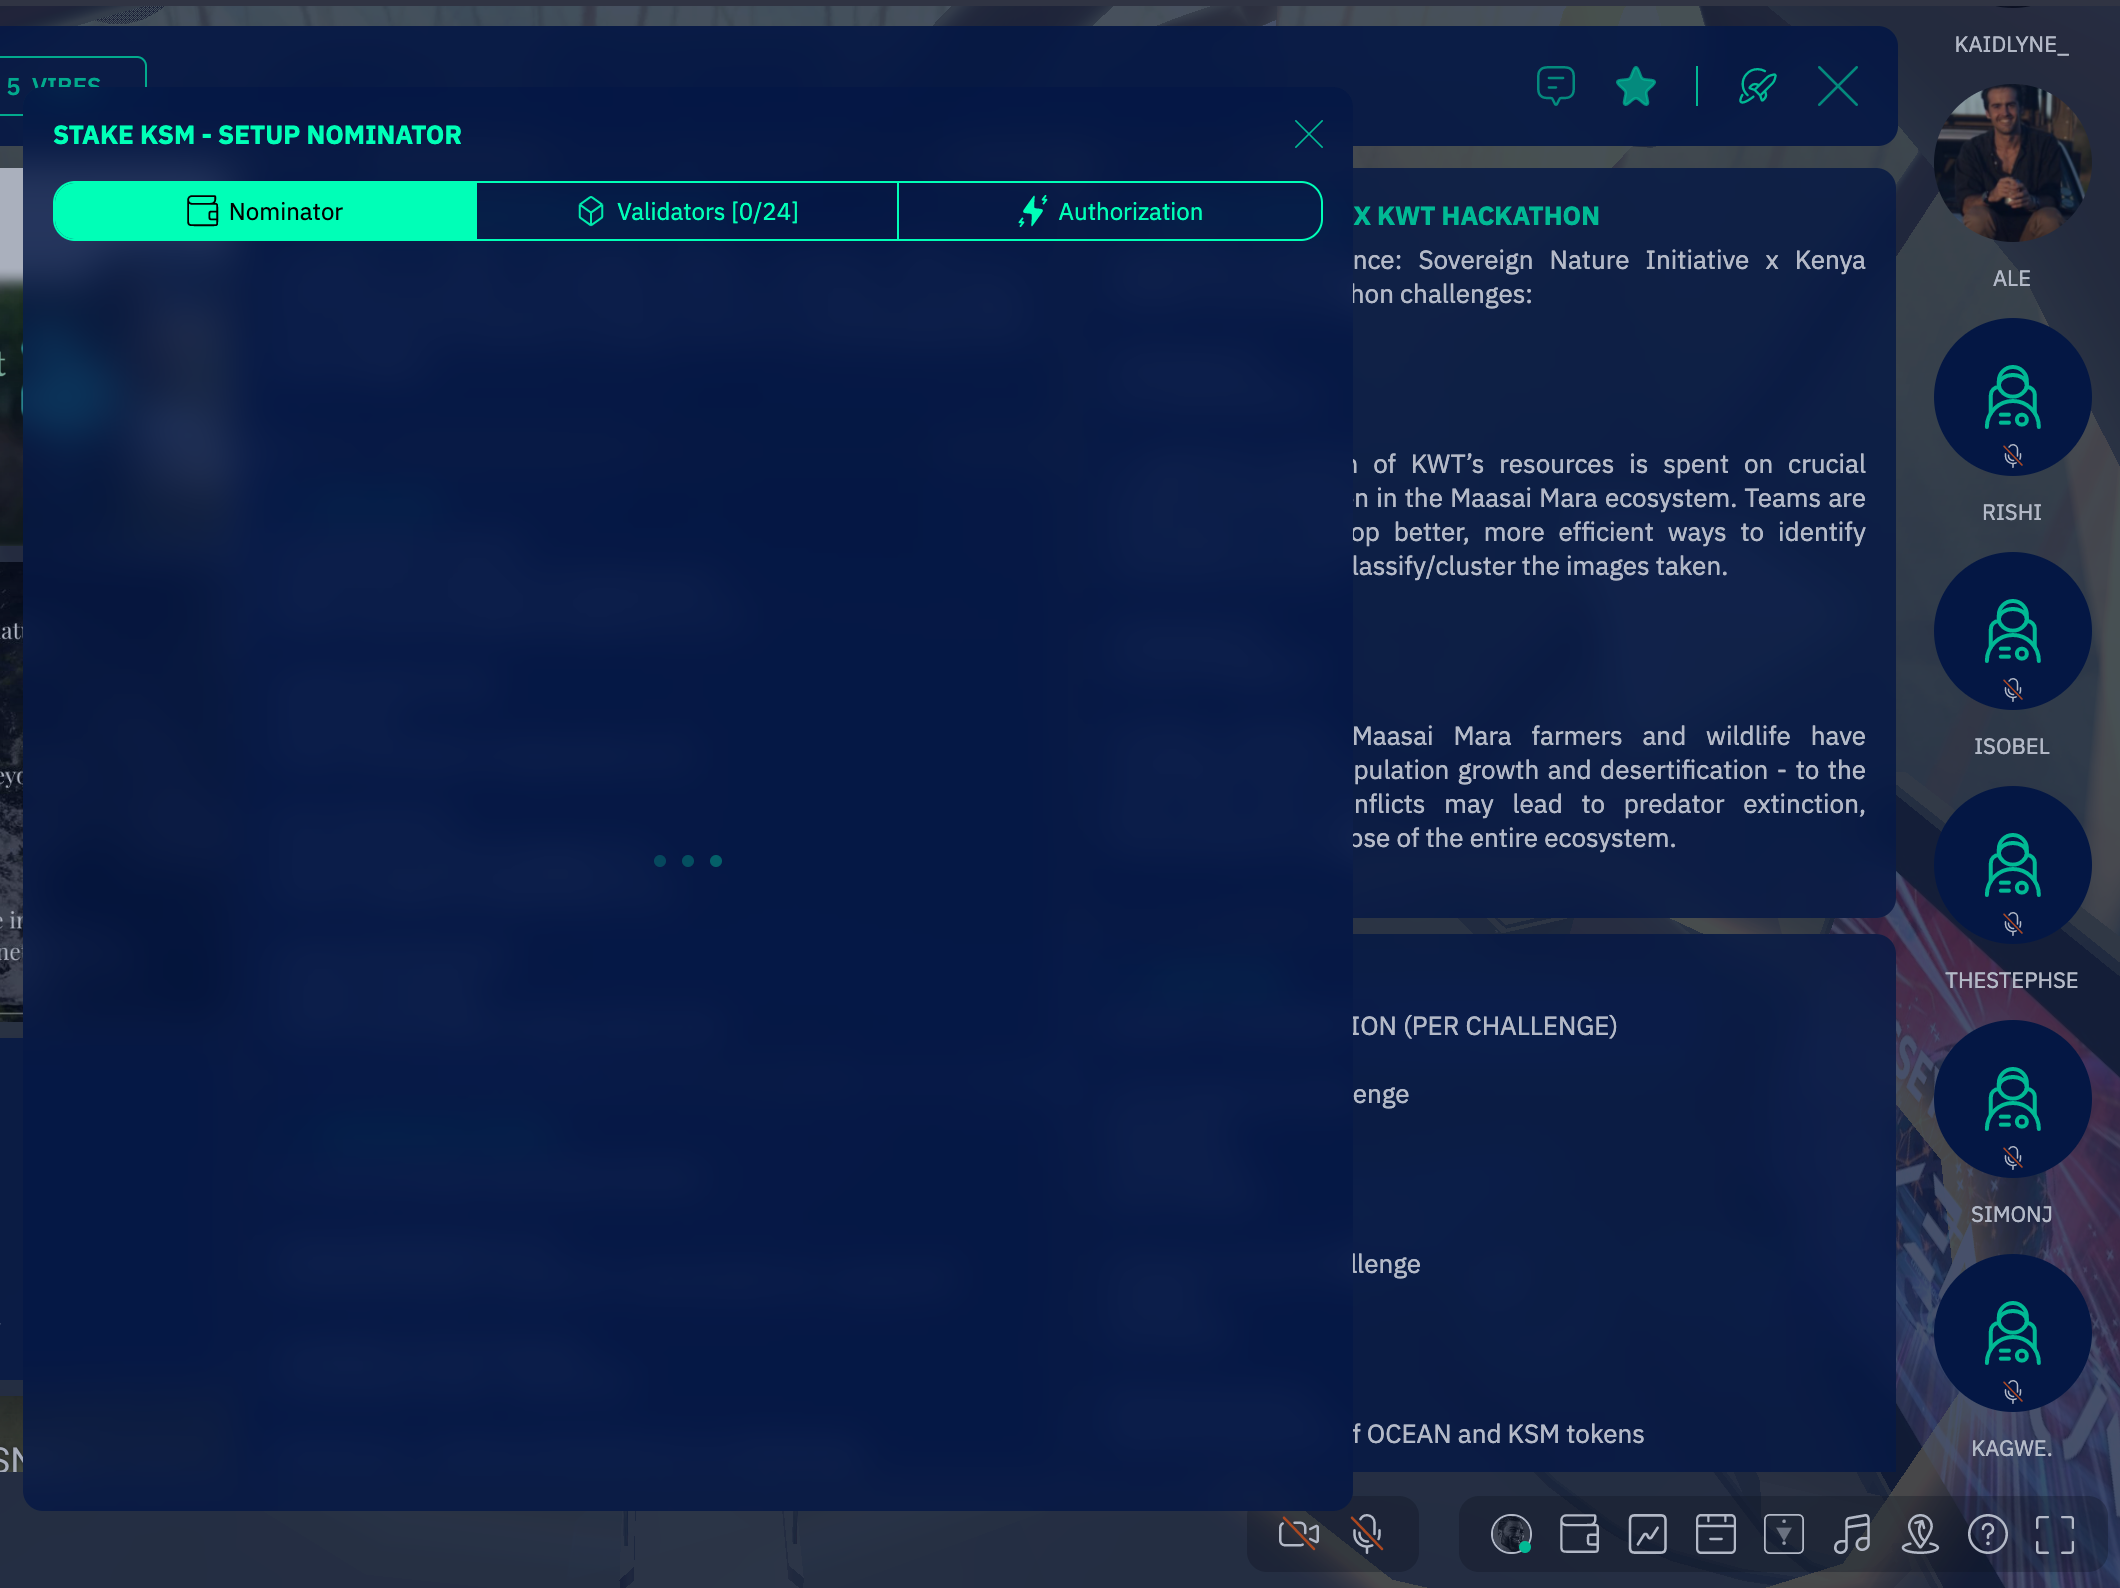 5 VIBES
STAKE KSM - SETUP NOMINATOR
Nominator
Validators [0/24]
Authorization
X KWT HACKATHON
nce: Sovereign Nature Initiative x Kenya
hon challenges:
of KWT’s resources is spent on crucial
n in the Maasai Mara ecosystem. Teams are
op better, more efficient ways to identify
lassify/cluster the images taken.
Maasai Mara farmers and wildlife have
pulation growth and desertification - to the
nflicts may lead to predator extinction,
pse of the entire ecosystem.
ION (PER CHALLENGE)
enge
llenge
f OCEAN and KSM tokens
KAIDLYNE_
ALE
RISHI
ISOBEL
THESTEPHSE
SIMONJ
KAGWE.